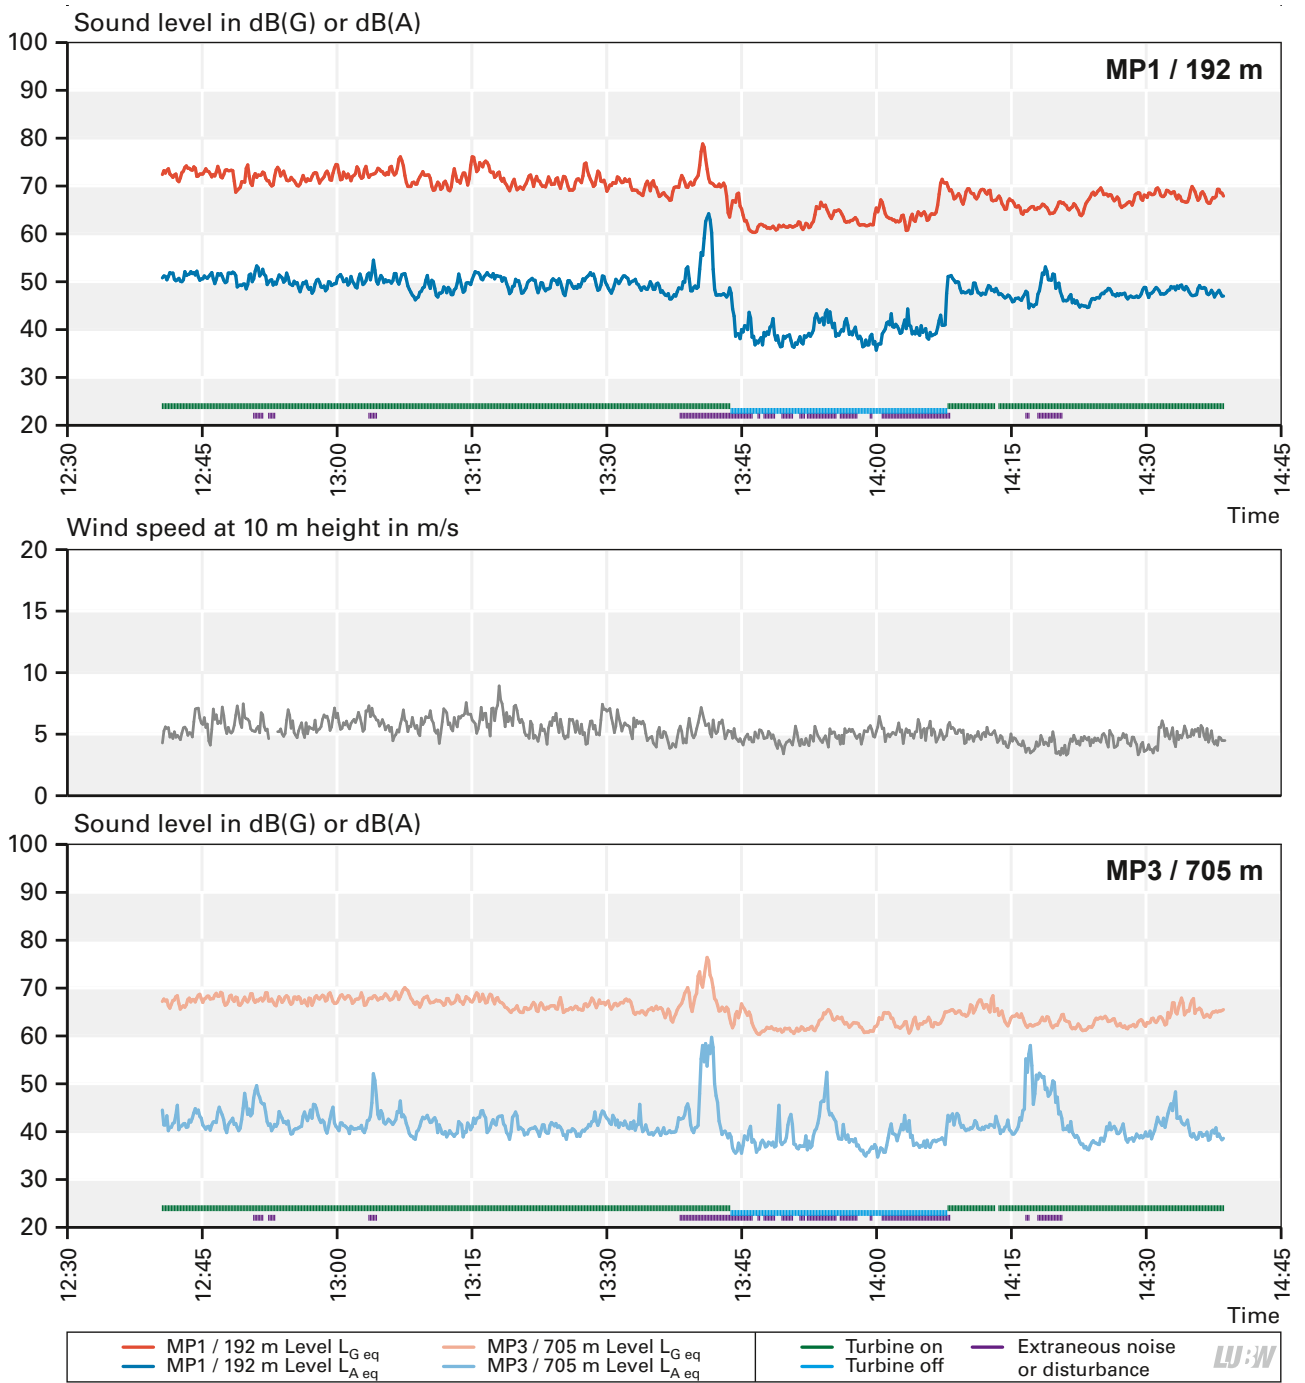 Sound level in dB(G) or dB(A)
100
90
80
70
60
50
40
30
20
MP1 / 192 m
12:30
12:45
13:00
13:15
13:30
13:45
14:00
14:15
14:30
14:45
Time
Wind speed at 10 m height in m/s
20
15
10
5
0
Sound level in dB(G) or dB(A)
100
90
80
70
60
50
40
30
20
MP3 / 705 m
12:30
12:45
13:00
13:15
13:30
13:45
14:00
14:15
14:30
14:45
Time
MP1 / 192 m Level LG eq
MP1 / 192 m Level LA eq
MP3 / 705 m Level LG eq
MP3 / 705 m Level LA eq
Turbine on
Turbine off
Extraneous noise
or disturbance
LUBW